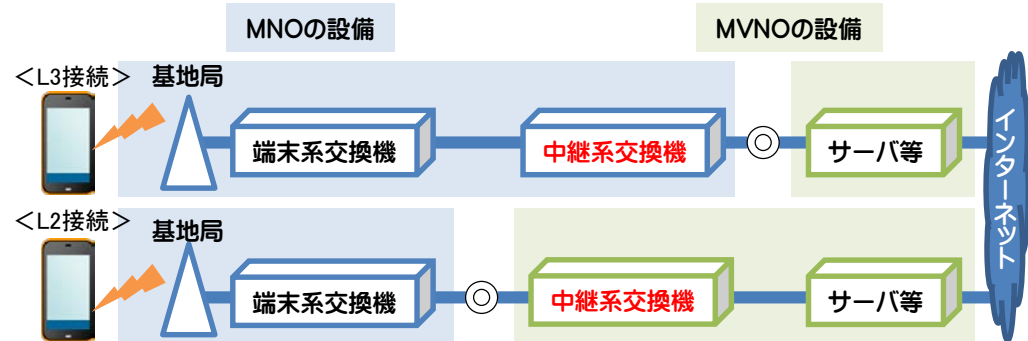 MNOの設備
MVNOの設備
＜L3接続＞
基地局
端末系交換機
中継系交換機
サーバ等
インターネット
＜L2接続＞
基地局
端末系交換機
中継系交換機
サーバ等